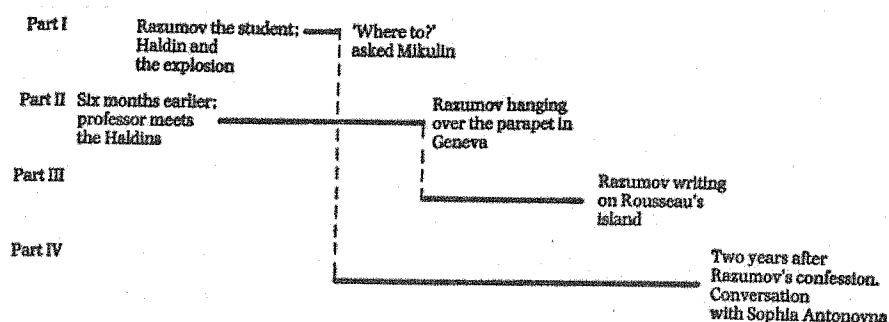 Part I
Razumov the student;
Haldin and
the explosion
'Where to?'
asked Mikulin
Part II
Six months earlier;
professor meets
the Haldins
Razumov hanging
over the parapet in
Geneva
Part III
Razumov writing
on Rousseau's
island
Part IV
Two years after
Razumov's confession.
Conversation
with Sophia Antonovna